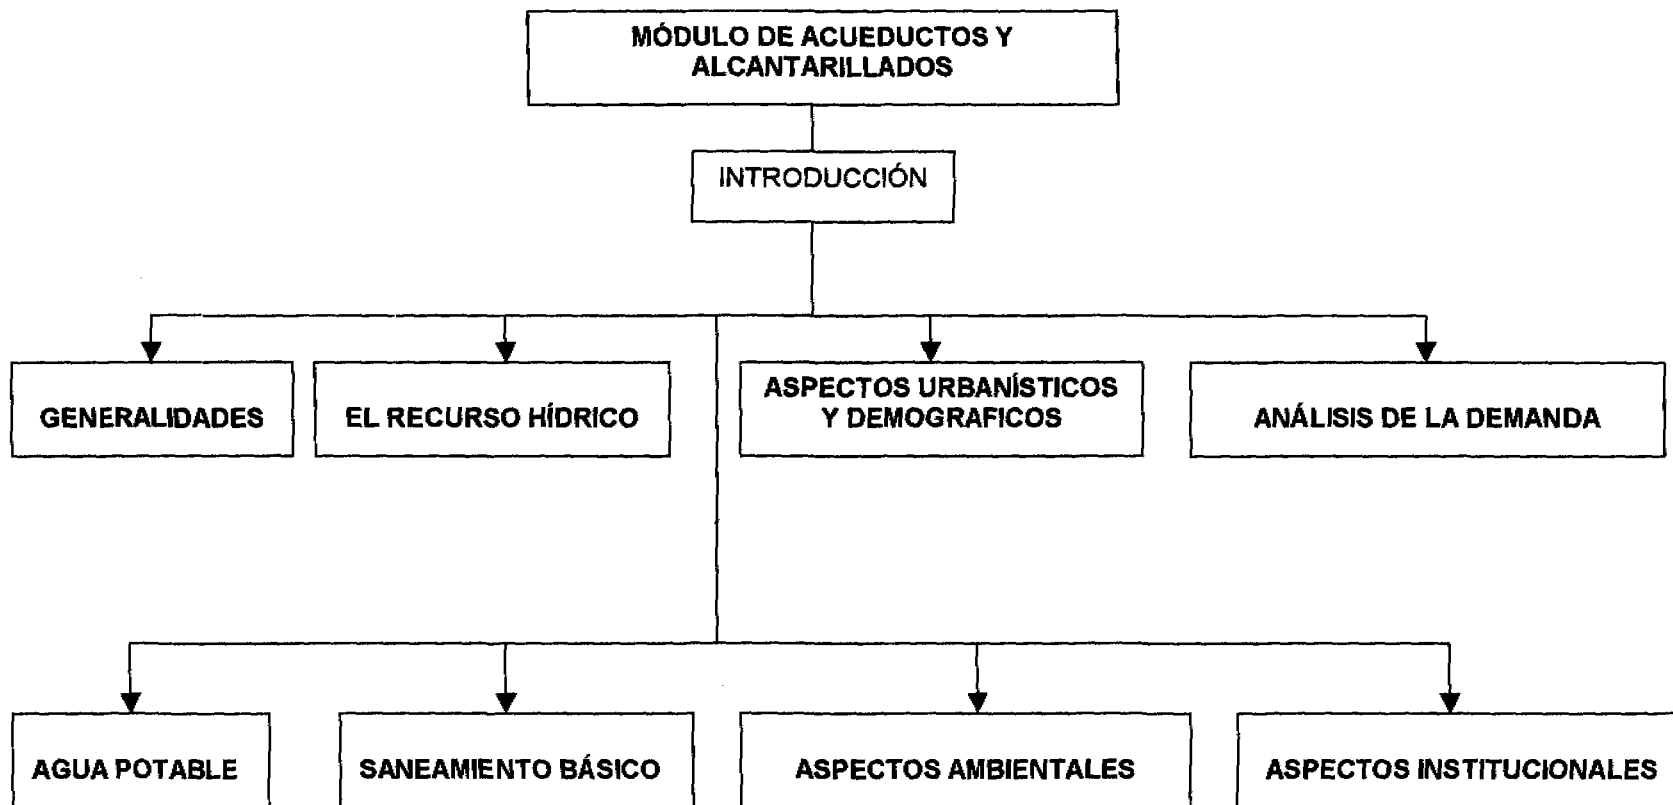 MÓDULO DE ACUEDUCTOS Y
ALCANTARILLADOS
INTRODUCCIÓN
GENERALIDADES
EL RECURSO HÍDRICO
ASPECTOS URBANÍSTICOS
Y DEMOGRAFICOS
ANÁLISIS DE LA DEMANDA
AGUA POTABLE
SANEAMIENTO BÁSICO
ASPECTOS AMBIENTALES
ASPECTOS INSTITUCIONALES